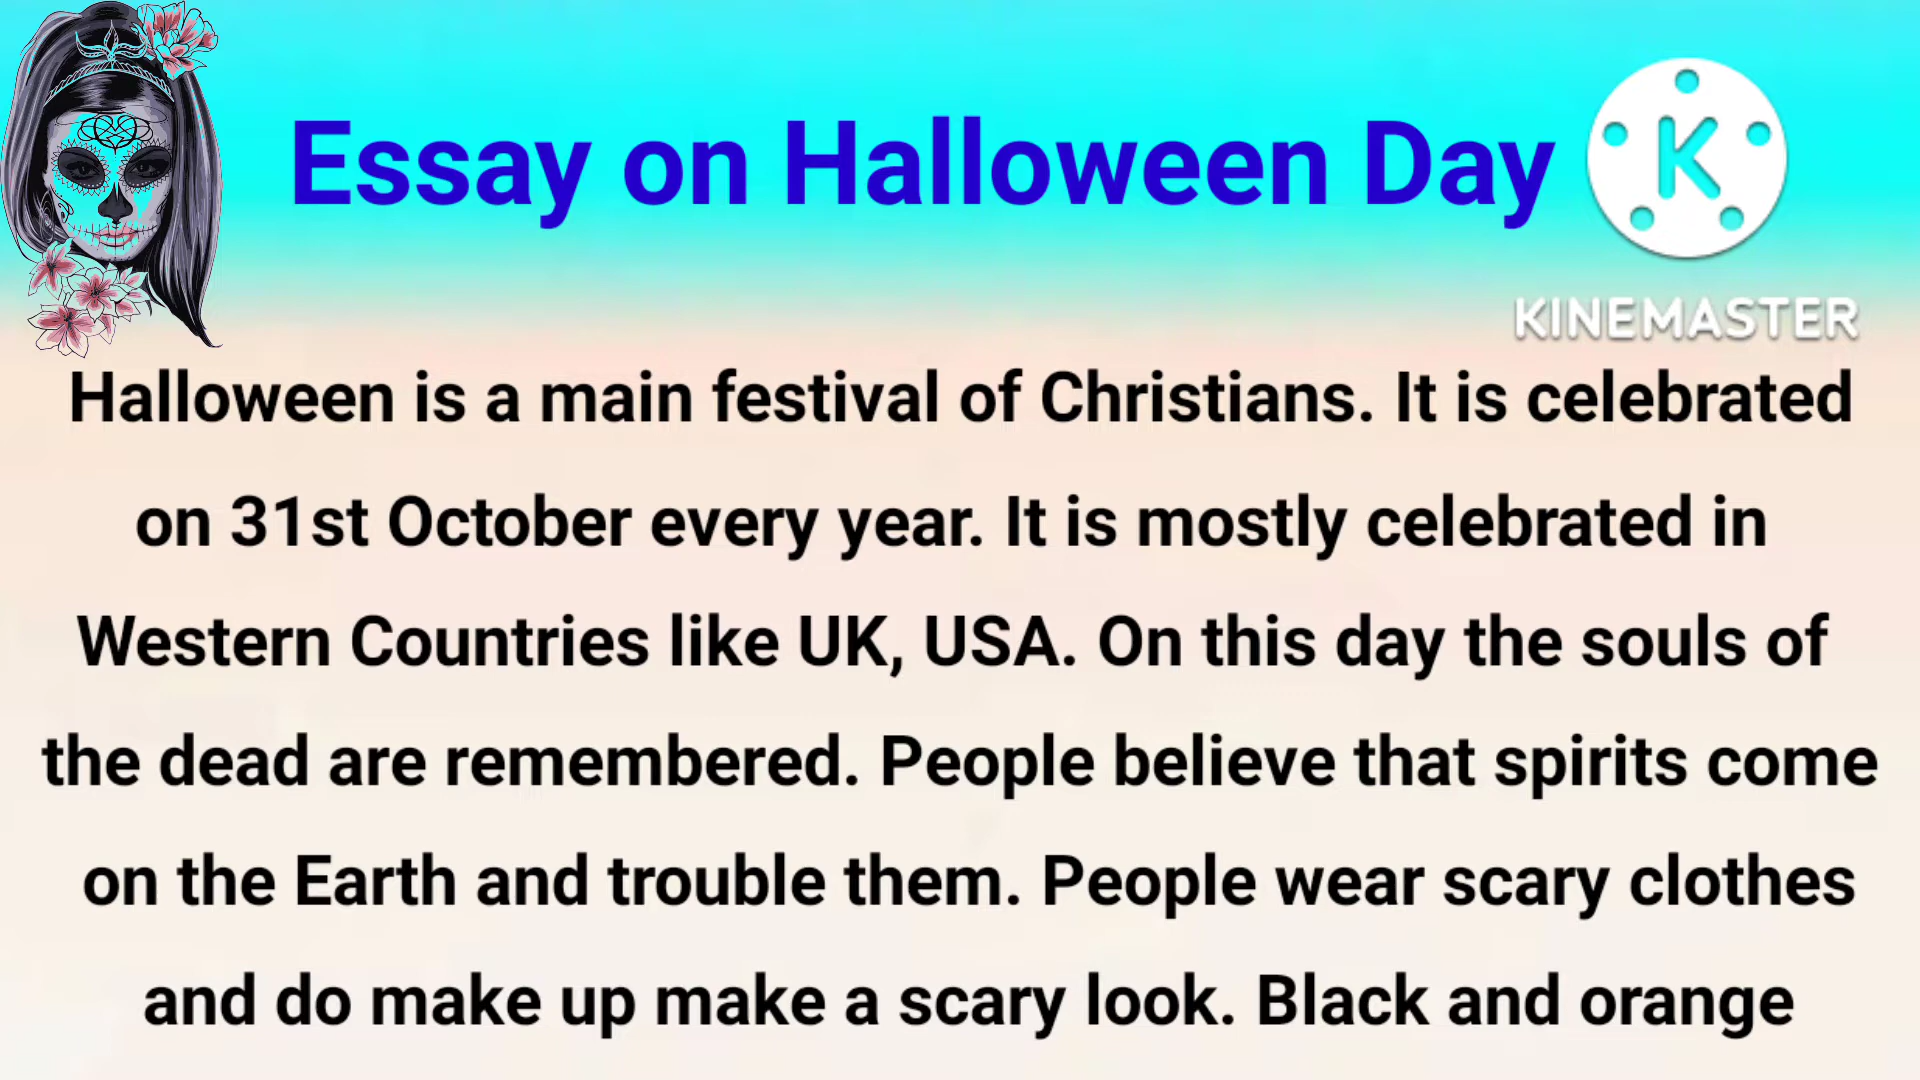 Essay on Halloween Day
K
KINEMASTER
Halloween is a main festival of Christians. It is celebrated
on 31st October every year. It is mostly celebrated in
Western Countries like UK, USA. On this day the souls of
the dead are remembered. People believe that spirits come
on the Earth and trouble them. People wear scary clothes
and do make up make a scary look. Black and orange